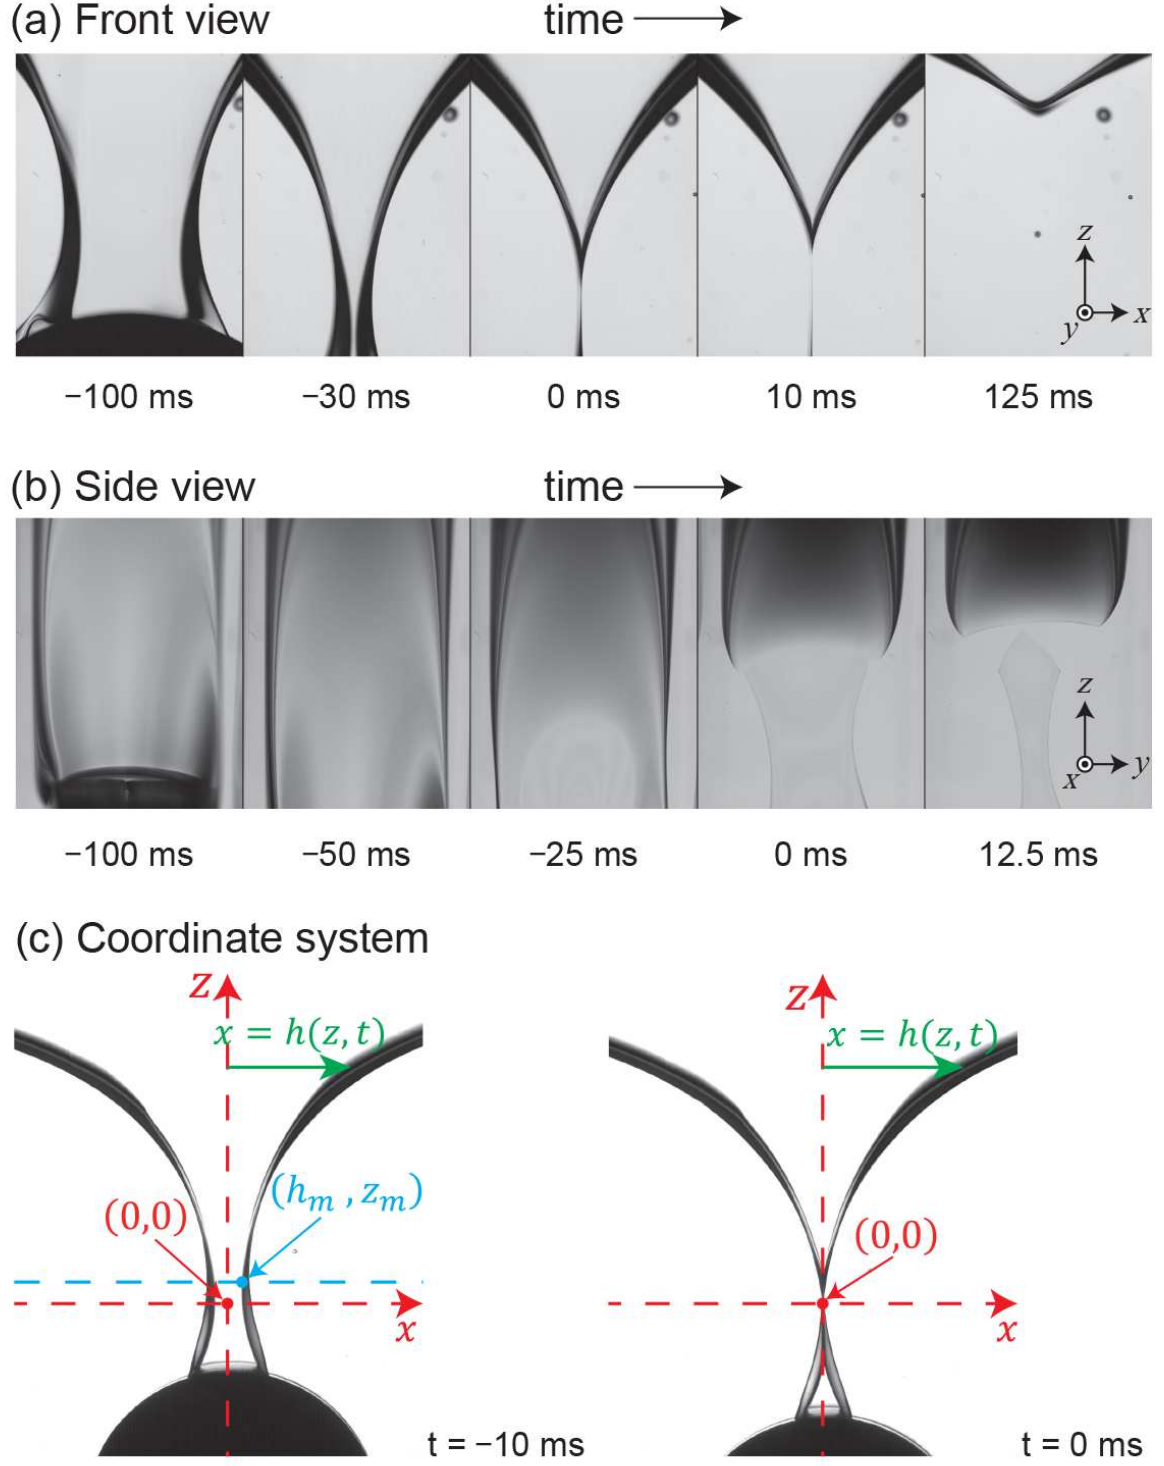 (a) Front view time
z
y x
−100 ms −30 ms 0 ms 10 ms 125 ms
(b) Side view time
z
x y
−100 ms −50 ms −25 ms 0 ms 12.5 ms
(c) Coordinate system
z z
x = h(z, t) x = h(z, t)
(h_m , z_m)
(0,0) (0,0)
x x
t = −10 ms t = 0 ms